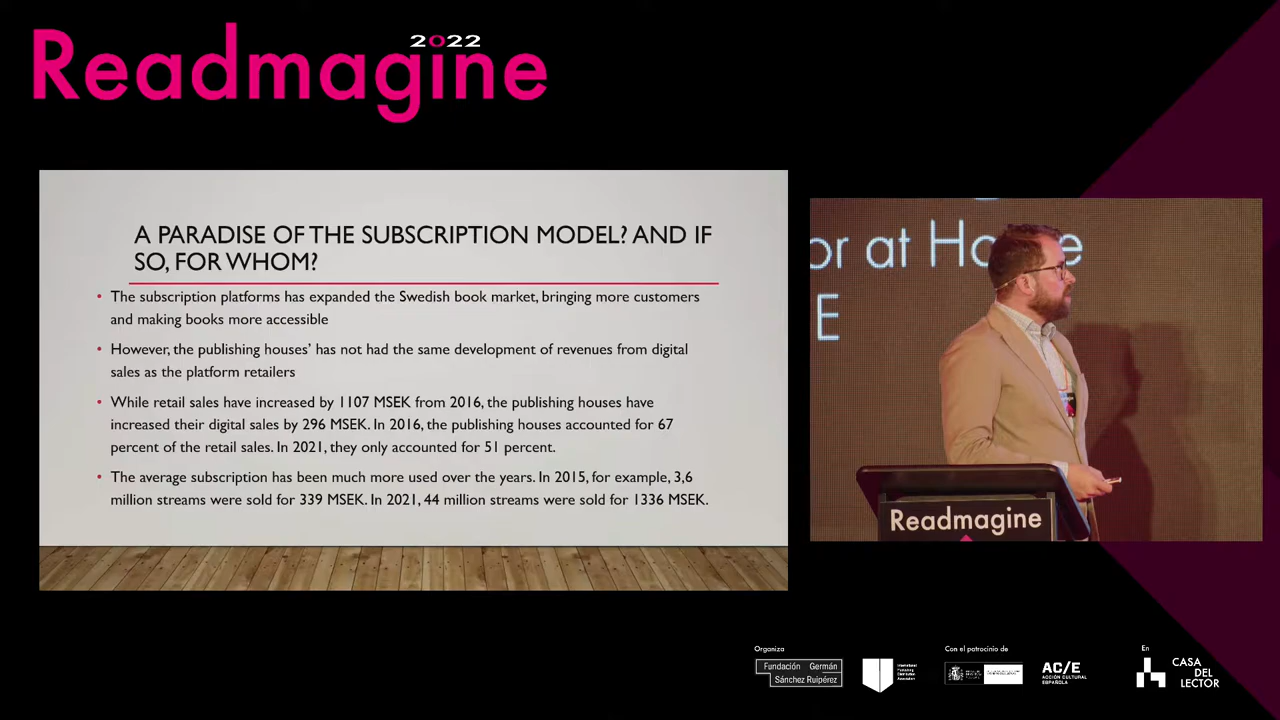 2022
Readmagine
A PARADISE OF THE SUBSCRIPTION MODEL? AND IF
SO, FOR WHOM?
• The subscription platforms has expanded the Swedish book market, bringing more customers
and making books more accessible
• However, the publishing houses’ has not had the same development of revenues from digital
sales as the platform retailers
• While retail sales have increased by 1107 MSEK from 2016, the publishing houses have
increased their digital sales by 296 MSEK. In 2016, the publishing houses accounted for 67
percent of the retail sales. In 2021, they only accounted for 51 percent.
• The average subscription has been much more used over the years. In 2015, for example, 3,6
million streams were sold for 339 MSEK. In 2021, 44 million streams were sold for 1336 MSEK.
or at Ho e
E
Readmagine
Organiza
Fundación Germán
Sánchez Ruipérez
International
Publishing
Distribution
Association
Con el patrocinio de
AC/E
ACCIÓN CULTURAL
ESPAÑOLA
En
CASA
DEL
LECTOR